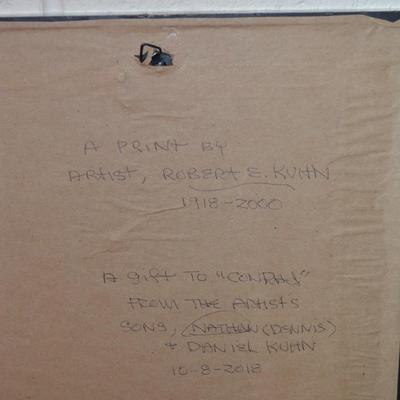 A PRINT BY
ARTIST, ROBERT E. KUHN
1918-2000
A gift TO "CONRAD"
FROM THE ARTISTS
SONS, NATHAN (DENNIS)
& DANIEL KUHN
10-8-2018